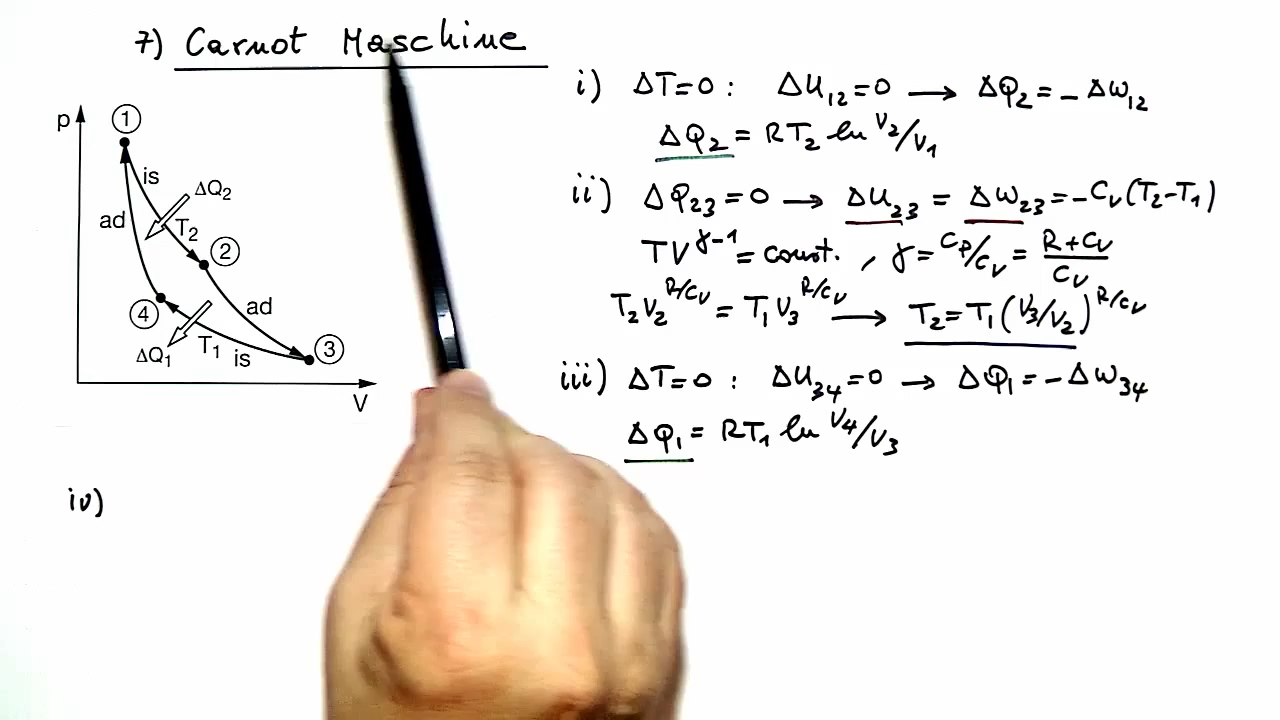 7) Carnot Maschine
p
①
is
ΔQ₂
ad
T₂
②
④
ad
ΔQ₁
T₁
is
③
V
i) ΔT=0 : ΔU₁₂=0 → ΔQ₂=-ΔW₁₂
ΔQ₂ = RT₂ ln V₂/V₁
ii) ΔQ₂₃=0 → ΔU₂₃ = ΔW₂₃=-Cᵥ(T₂-T₁)
TV^γ-1 = const. , γ = Cp/Cv = R+Cv/Cv
T₂V₂^R/Cv = T₁V₃^R/Cv → T₂=T₁(V₃/V₂)^R/Cv
iii) ΔT=0 : ΔU₃₄=0 → ΔQ₁=-ΔW₃₄
ΔQ₁ = RT₁ ln V₄/V₃
iv)